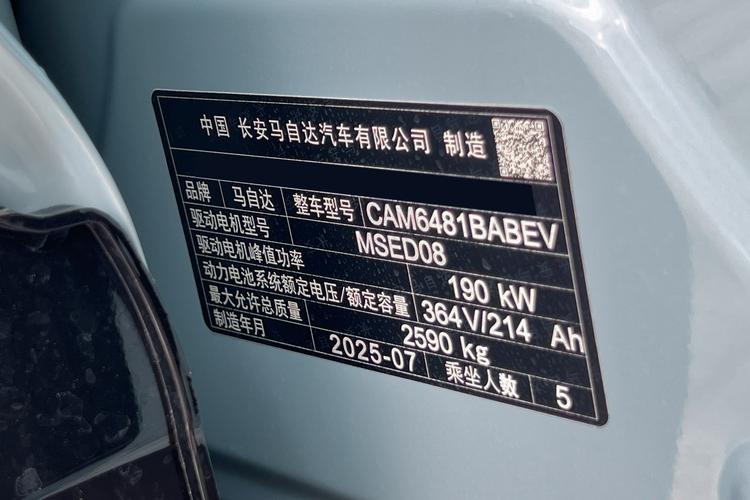 中国 长安马自达汽车有限公司 制造
品牌 马自达 整车型号 CAM6481BABEV
驱动电机型号 MSED08
驱动电机峰值功率 190 kW
动力电池系统额定电压/额定容量 364V/214 Ah
最大允许总质量 2590 kg
制造年月 2025-07 乘坐人数 5